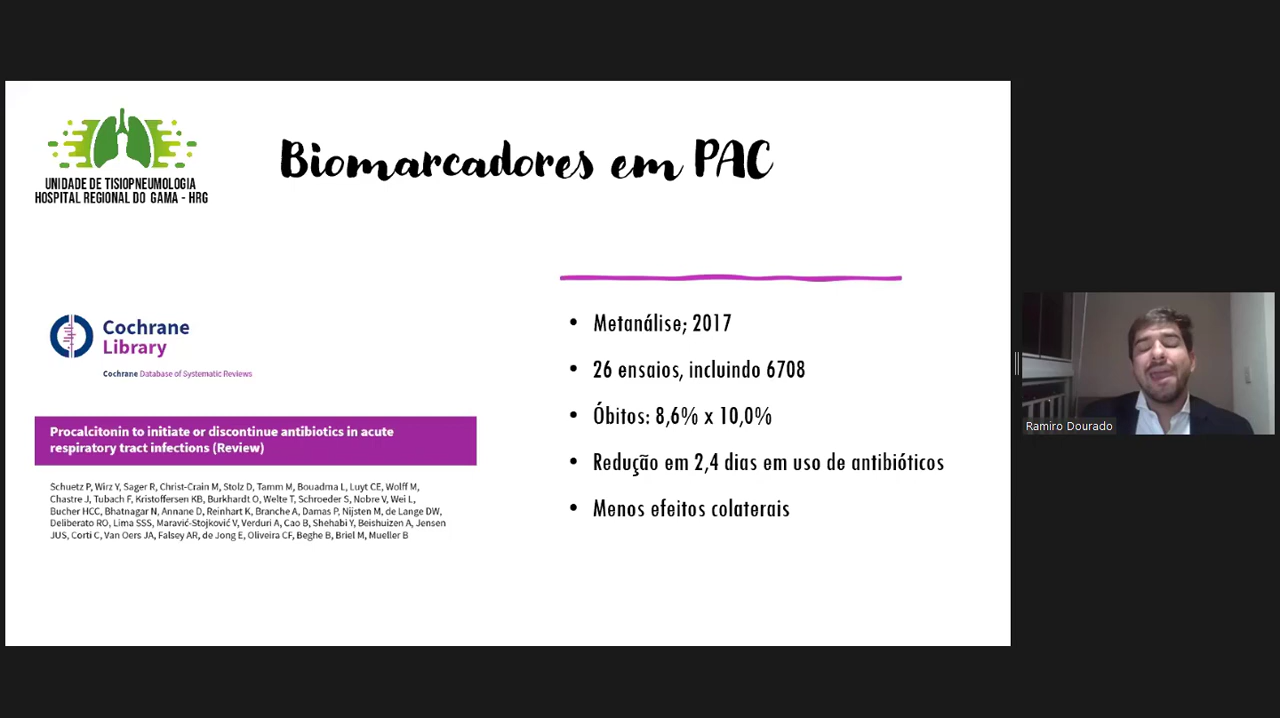 UNIDADE DE TISIOPNEUMOLOGIA
HOSPITAL REGIONAL DO GAMA - HRG
Biomarcadores em PAC
Cochrane
Library
Cochrane Database of Systematic Reviews
Procalcitonin to initiate or discontinue antibiotics in acute
respiratory tract infections (Review)
Schuetz P, Wirz Y, Sager R, Christ-Crain M, Stolz D, Tamm M, Bouadma L, Luyt CE, Wolff M,
Chastre J, Tubach F, Kristoffersen KB, Burkhardt O, Welte T, Schroeder S, Nobre V, Wei L,
Bucher HCC, Bhatnagar N, Annane D, Reinhart K, Branche A, Damas P, Nijsten M, de Lange DW,
Deliberato RO, Lima SSS, Maravić-Stojković V, Verduri A, Cao B, Shehabi Y, Beishuizen A, Jensen
JUS, Corti C, Van Oers JA, Falsey AR, de Jong E, Oliveira CF, Beghe B, Briel M, Mueller B
• Metanálise; 2017
• 26 ensaios, incluindo 6708
• Óbitos: 8,6% x 10,0%
• Redução em 2,4 dias em uso de antibióticos
• Menos efeitos colaterais
Ramiro Dourado